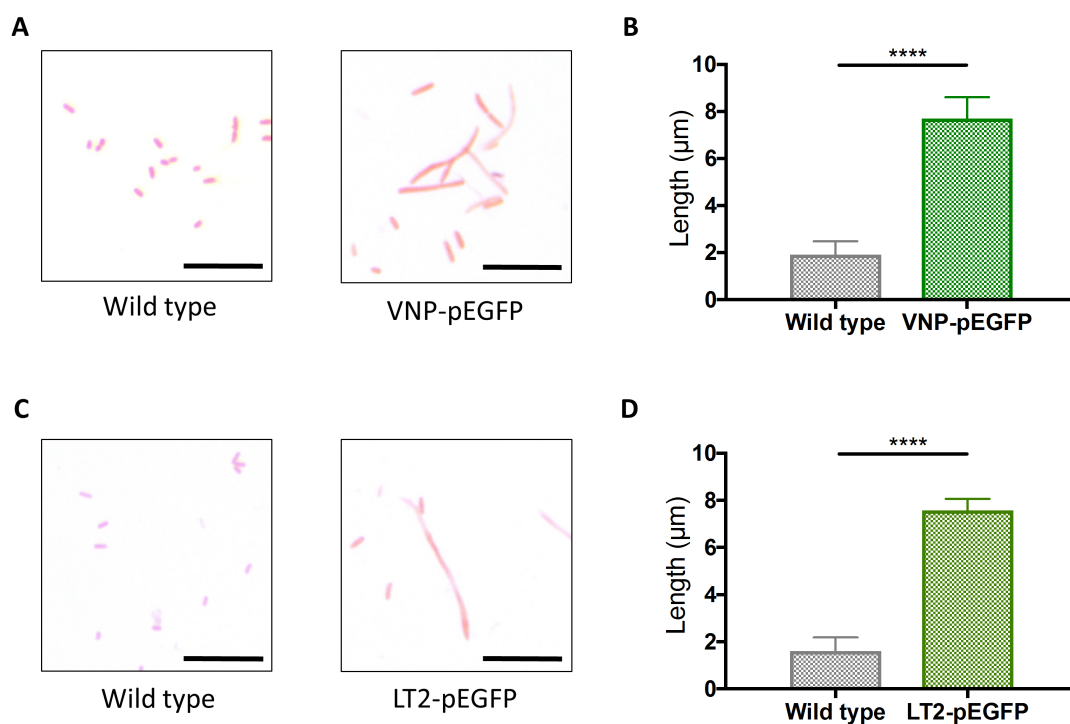 A
Wild type
VNP-pEGFP
B
****
Length (µm)
10
8
6
4
2
0
Wild type
VNP-pEGFP
C
Wild type
LT2-pEGFP
D
****
Length (µm)
10
8
6
4
2
0
Wild type
LT2-pEGFP